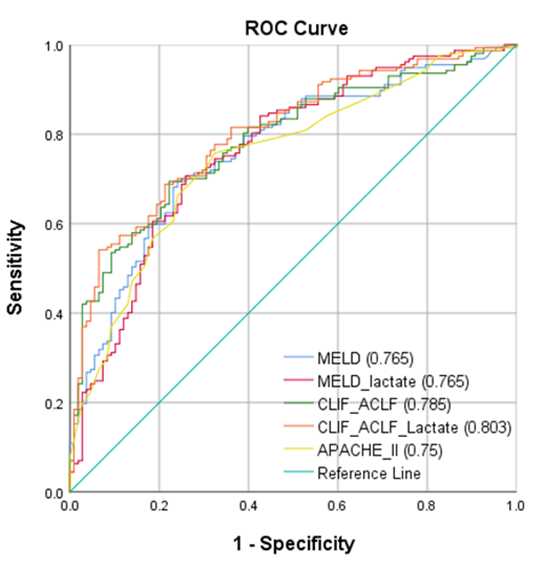 ROC Curve
1.0
0.8
0.6
0.4
0.2
0.0
Sensitivity
MELD (0.765)
MELD_lactate (0.765)
CLIF_ACLF (0.785)
CLIF_ACLF_Lactate (0.803)
APACHE_II (0.75)
Reference Line
0.0 0.2 0.4 0.6 0.8 1.0
1 - Specificity